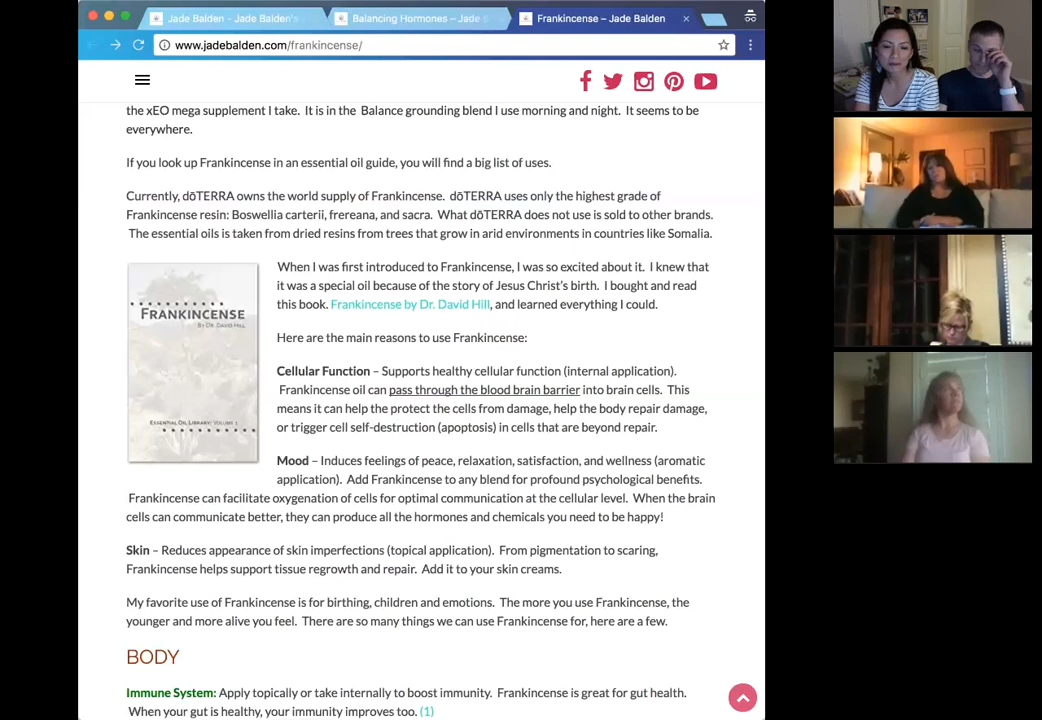 Jade Balden - Jade Balden's
Balancing Hormones – Jade
Frankincense – Jade Balden
www.jadebalden.com/frankincense/
the xEO mega supplement I take. It is in the Balance grounding blend I use morning and night. It seems to be
everywhere.
If you look up Frankincense in an essential oil guide, you will find a big list of uses.
Currently, dōTERRA owns the world supply of Frankincense. dōTERRA uses only the highest grade of
Frankincense resin: Boswellia carterii, frereana, and sacra. What dōTERRA does not use is sold to other brands.
The essential oils is taken from dried resins from trees that grow in arid environments in countries like Somalia.
When I was first introduced to Frankincense, I was so excited about it. I knew that
it was a special oil because of the story of Jesus Christ's birth. I bought and read
this book. Frankincense by Dr. David Hill, and learned everything I could.
FRANKINCENSE
BY DR. DAVID HILL
ESSENTIAL OIL LIBRARY: VOLUME 1
Here are the main reasons to use Frankincense:
Cellular Function – Supports healthy cellular function (internal application).
Frankincense oil can pass through the blood brain barrier into brain cells. This
means it can help the protect the cells from damage, help the body repair damage,
or trigger cell self-destruction (apoptosis) in cells that are beyond repair.
Mood – Induces feelings of peace, relaxation, satisfaction, and wellness (aromatic
application). Add Frankincense to any blend for profound psychological benefits.
Frankincense can facilitate oxygenation of cells for optimal communication at the cellular level. When the brain
cells can communicate better, they can produce all the hormones and chemicals you need to be happy!
Skin – Reduces appearance of skin imperfections (topical application). From pigmentation to scaring,
Frankincense helps support tissue regrowth and repair. Add it to your skin creams.
My favorite use of Frankincense is for birthing, children and emotions. The more you use Frankincense, the
younger and more alive you feel. There are so many things we can use Frankincense for, here are a few.
BODY
Immune System: Apply topically or take internally to boost immunity. Frankincense is great for gut health.
When your gut is healthy, your immunity improves too. (1)